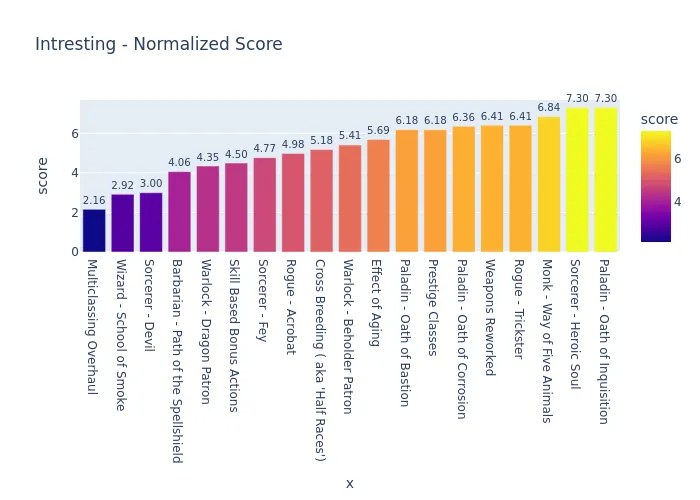 Intresting - Normalized Score
score
6
4
2
0
2.16
2.92
3.00
4.06
4.35
4.50
4.77
4.98
5.18
5.41
5.69
6.18
6.18
6.36
6.41
6.41
6.84
7.30
7.30
Multiclassing Overhaul
Wizard - School of Smoke
Sorcerer - Devil
Barbarian - Path of the Spellshield
Warlock - Dragon Patron
Skill Based Bonus Actions
Sorcerer - Fey
Rogue - Acrobat
Cross Breeding ( aka 'Half Races')
Warlock - Beholder Patron
Effect of Aging
Paladin - Oath of Bastion
Prestige Classes
Paladin - Oath of Corrosion
Weapons Reworked
Rogue - Trickster
Monk - Way of Five Animals
Sorcerer - Heroic Soul
Paladin - Oath of Inquisition
x
score
6
4